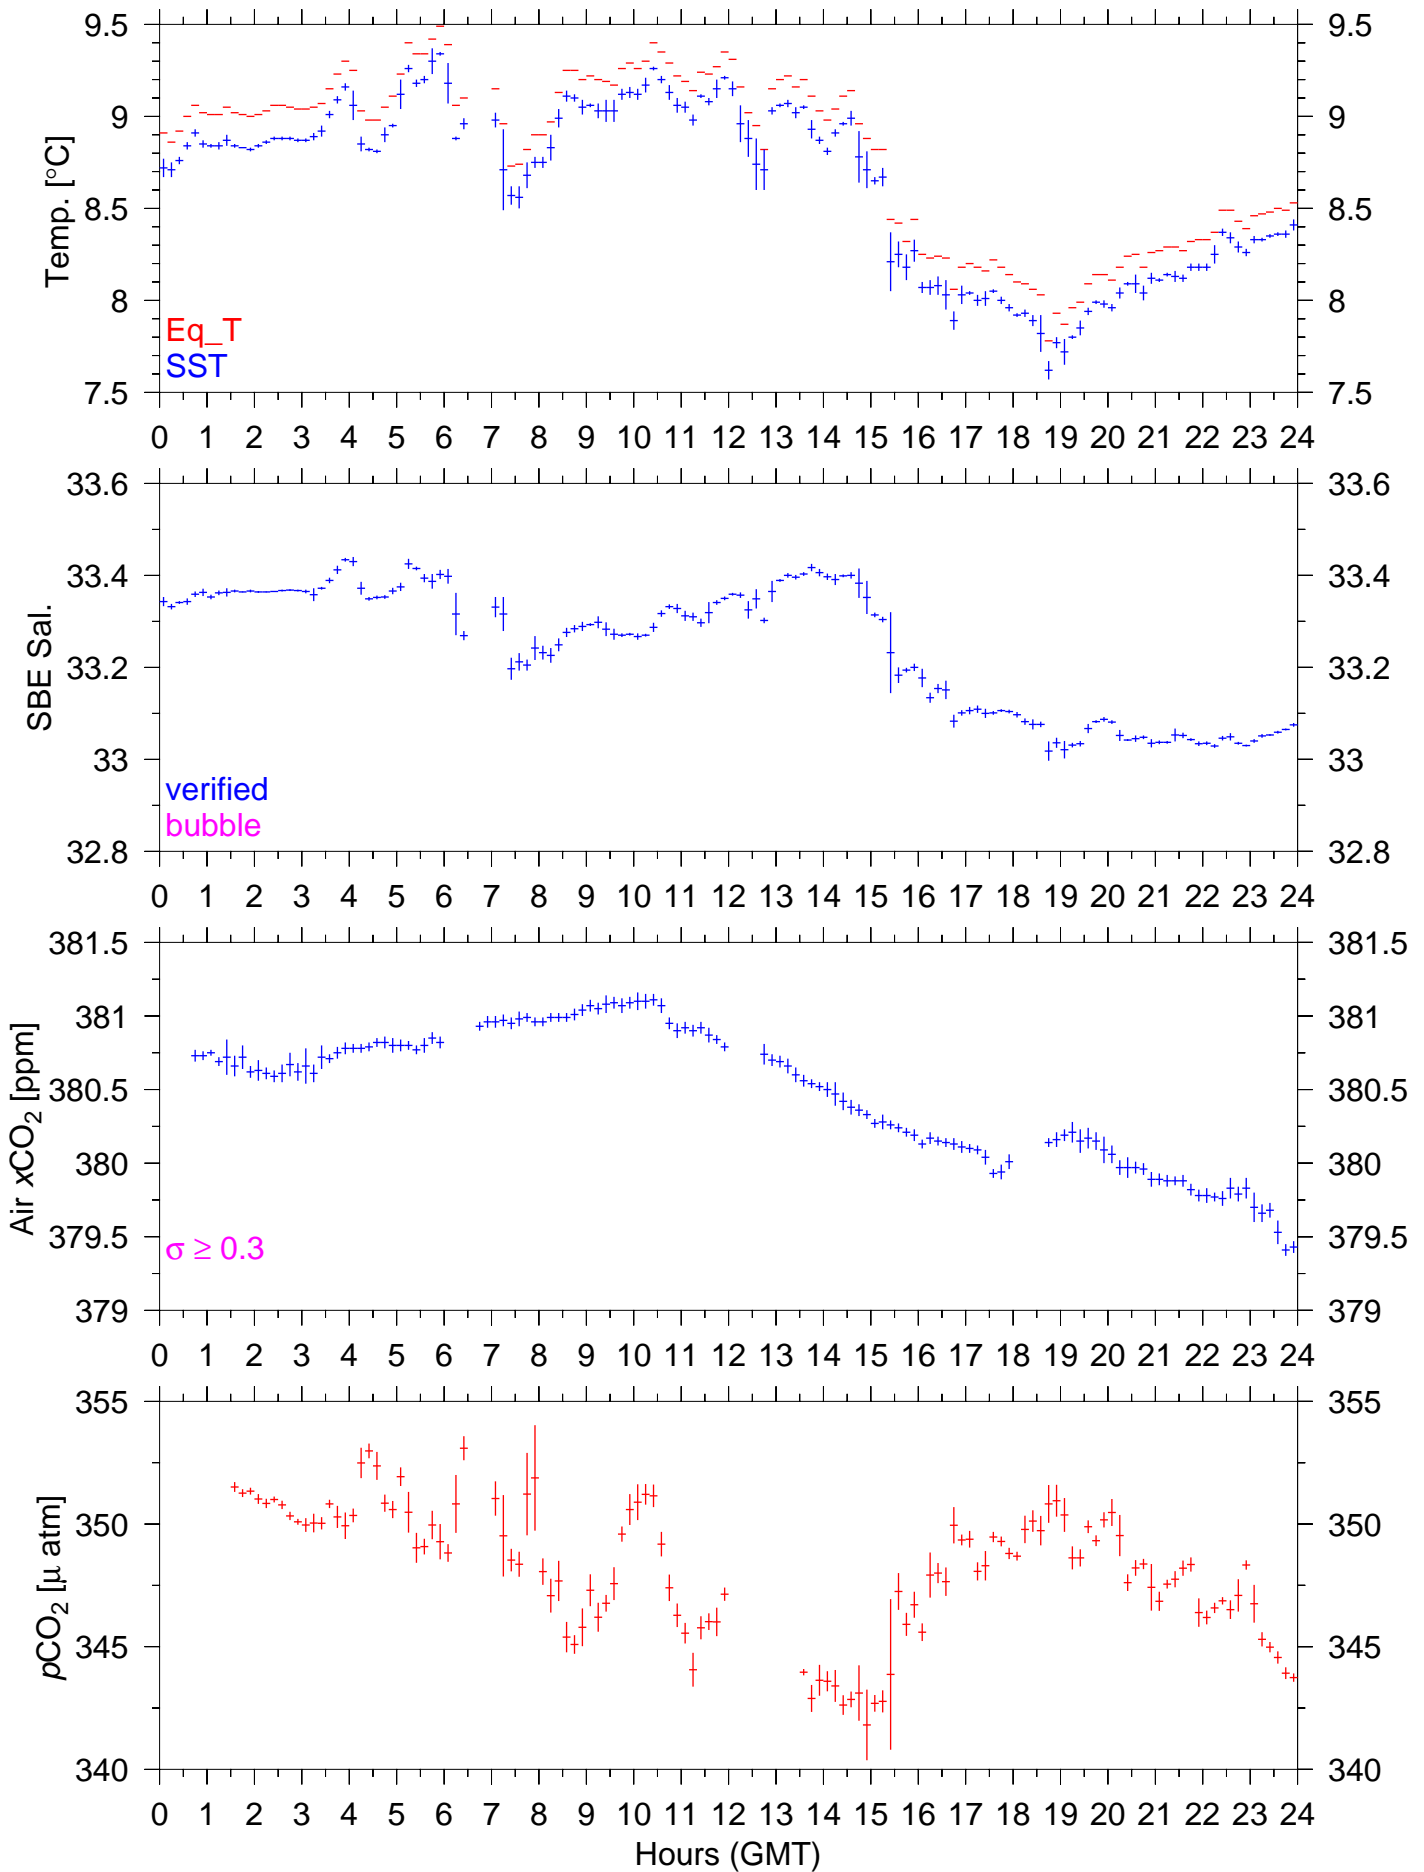 9.5 9.5
9 9
8.5 8.5
8 8
7.5 7.5
Temp. [°C]
Eq_T
SST
0 1 2 3 4 5 6 7 8 9 10 11 12 13 14 15 16 17 18 19 20 21 22 23 24
33.6 33.6
33.4 33.4
33.2 33.2
33 33
32.8 32.8
SBE Sal.
verified
bubble
0 1 2 3 4 5 6 7 8 9 10 11 12 13 14 15 16 17 18 19 20 21 22 23 24
381.5 381.5
381 381
380.5 380.5
380 380
379.5 379.5
379 379
Air xCO₂ [ppm]
σ ≥ 0.3
0 1 2 3 4 5 6 7 8 9 10 11 12 13 14 15 16 17 18 19 20 21 22 23 24
355 355
350 350
345 345
340 340
pCO₂ [µ atm]
0 1 2 3 4 5 6 7 8 9 10 11 12 13 14 15 16 17 18 19 20 21 22 23 24
Hours (GMT)